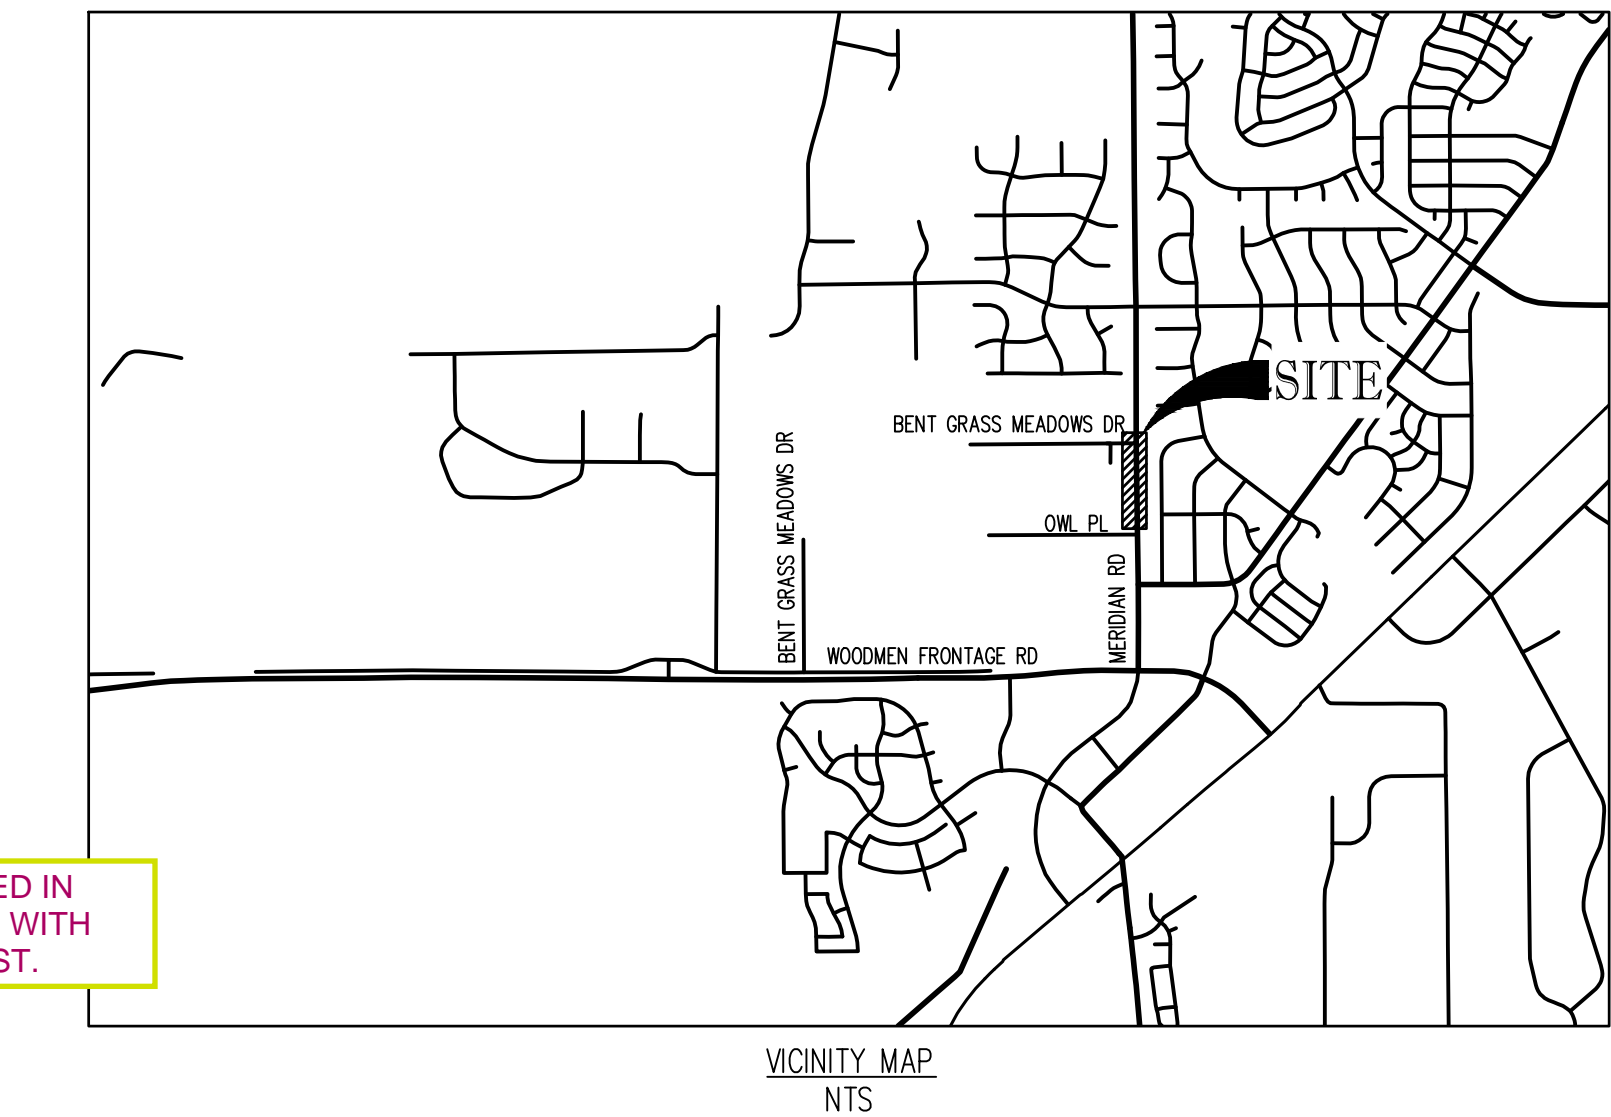 SITE
BENT GRASS MEADOWS DR
BENT GRASS MEADOWS DR
OWL PL
MERIDIAN RD
WOODMEN FRONTAGE RD
ED IN
WITH
ST.
VICINITY MAP
NTS